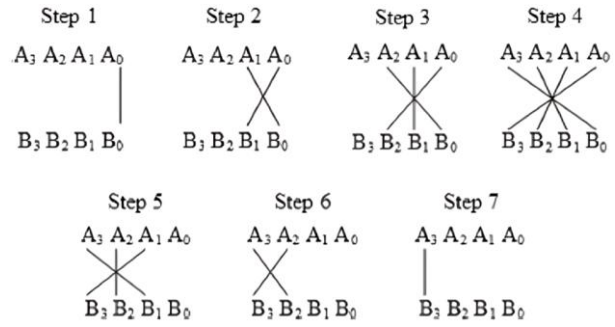 Step 1 Step 2 Step 3 Step 4
A₃ A₂ A₁ A₀ A₃ A₂ A₁ A₀ A₃ A₂ A₁ A₀ A₃ A₂ A₁ A₀
B₃ B₂ B₁ B₀ B₃ B₂ B₁ B₀ B₃ B₂ B₁ B₀ B₃ B₂ B₁ B₀
Step 5 Step 6 Step 7
A₃ A₂ A₁ A₀ A₃ A₂ A₁ A₀ A₃ A₂ A₁ A₀
B₃ B₂ B₁ B₀ B₃ B₂ B₁ B₀ B₃ B₂ B₁ B₀